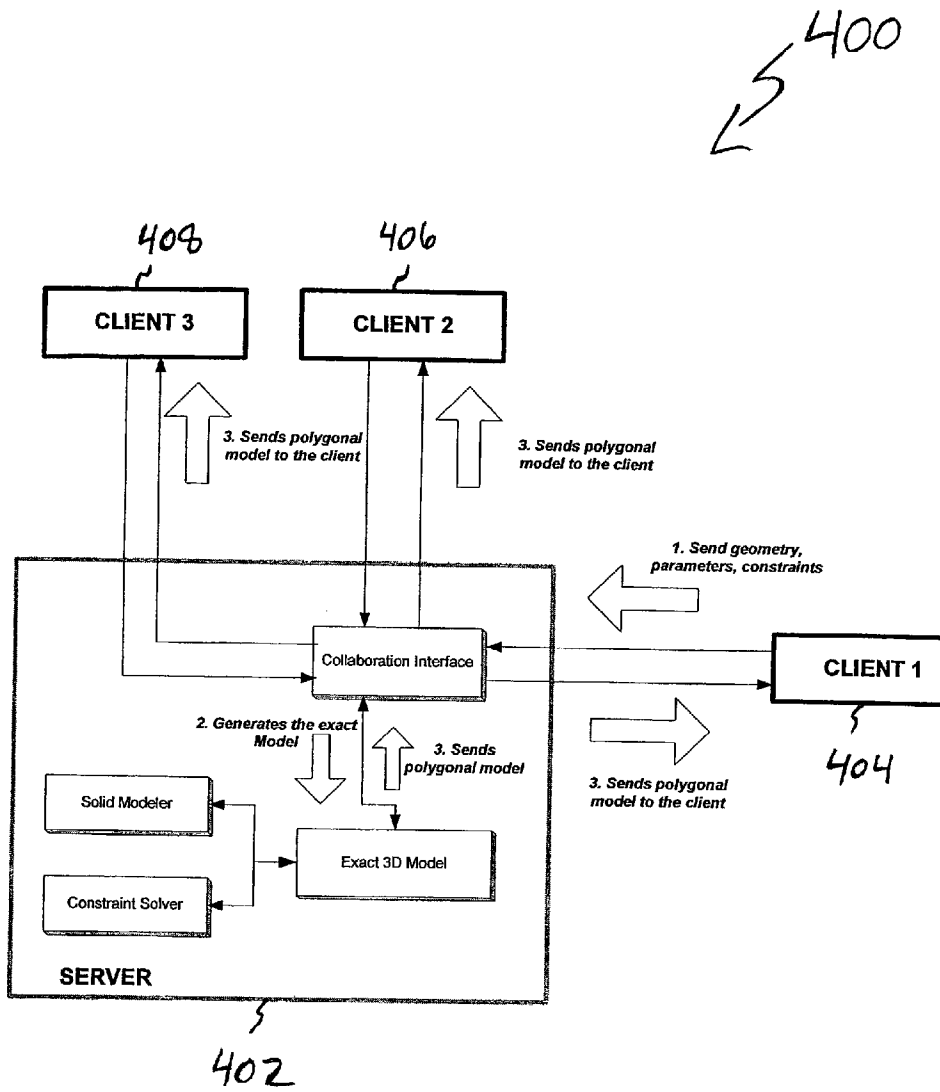 400
408
406
CLIENT 3
CLIENT 2
3. Sends polygonal
model to the client
3. Sends polygonal
model to the client
1. Send geometry,
parameters, constraints
Collaboration Interface
CLIENT 1
2. Generates the exact
Model
3. Sends
polygonal model
404
3. Sends polygonal
model to the client
Solid Modeler
Exact 3D Model
Constraint Solver
SERVER
402